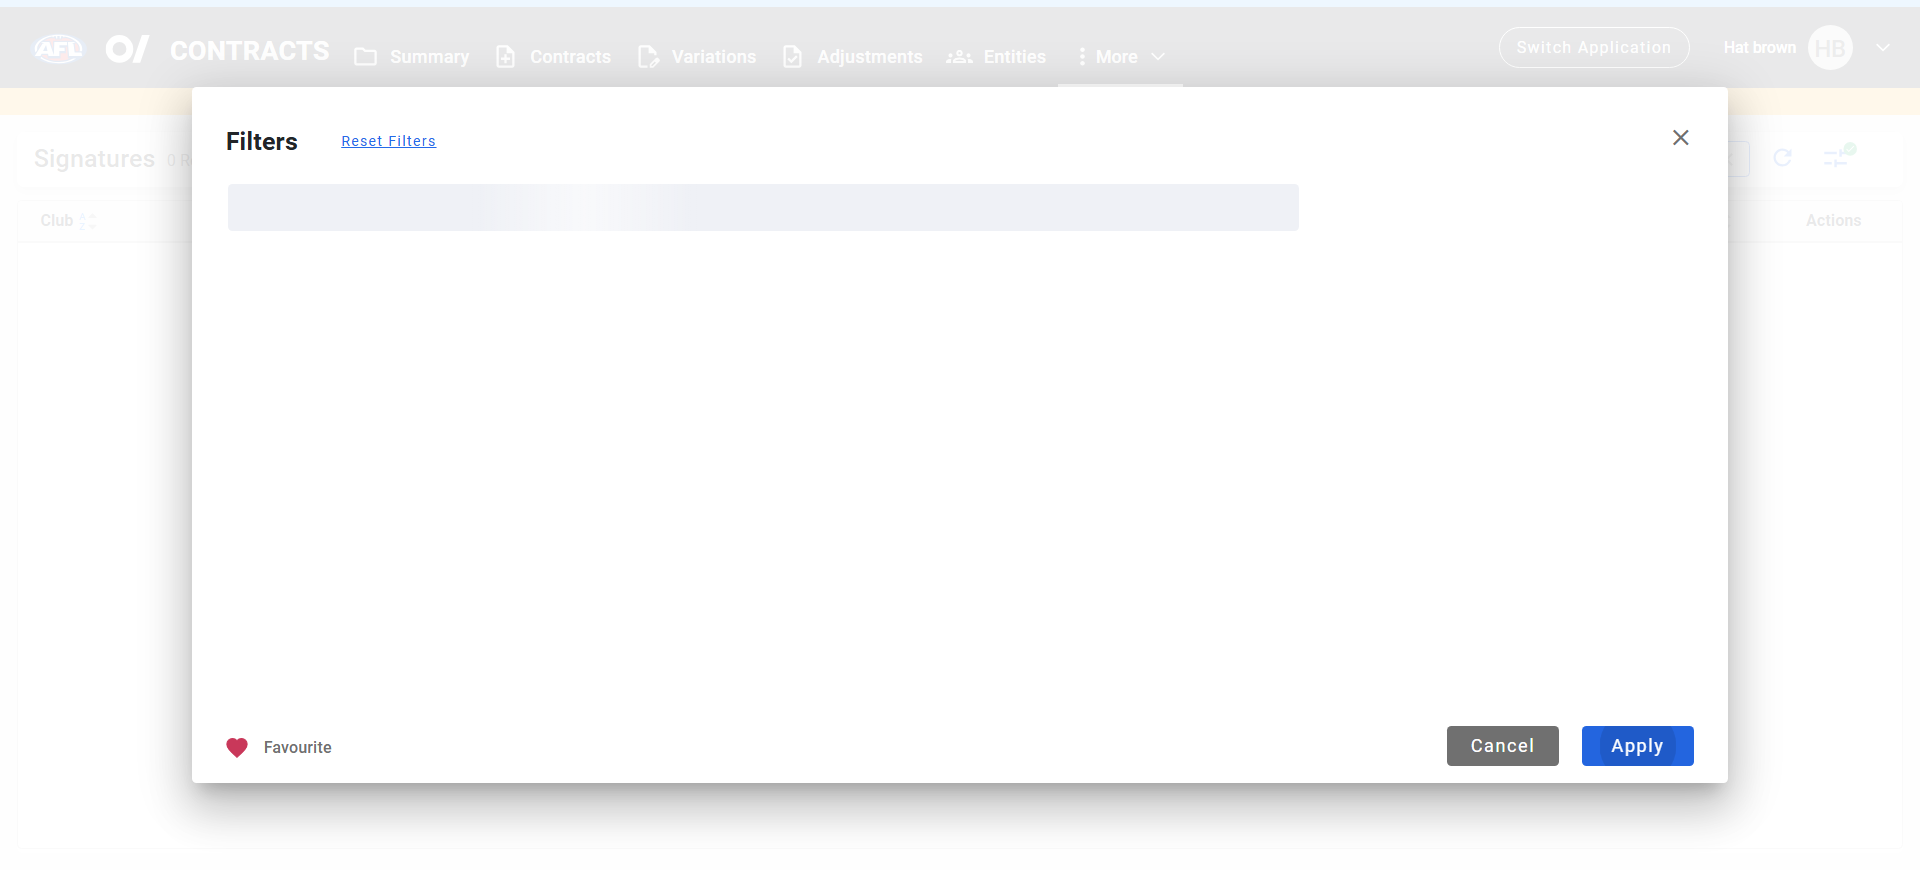 AFL CONTRACTS Summary Contracts Variations Adjustments Entities More Switch Application Hat brown HB
Filters Reset Filters
Signatures 0 R
Club Actions
Favourite Cancel Apply